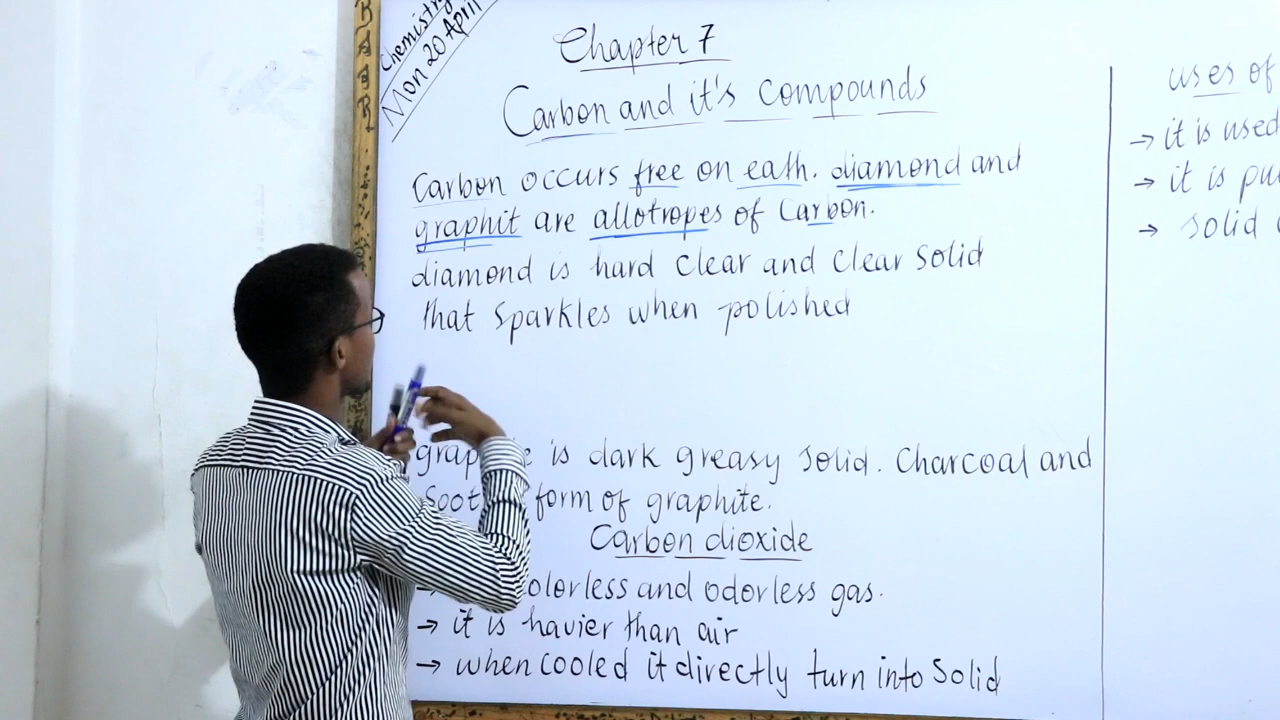 Chemistry
Mon 20 April
Chapter 7
Carbon and it's compounds
Carbon occurs free on eath. diamond and
graphit are allotropes of Carbon.
diamond is hard clear and clear solid
that sparkles when polished
is dark greasy solid. Charcoal and
Soot form of graphite.
Carbon dioxide
olorless and odorless gas.
→ it is havier than air
→ when cooled it directly turn into Solid
uses of
→ it is used
→ it is pu
→ solid